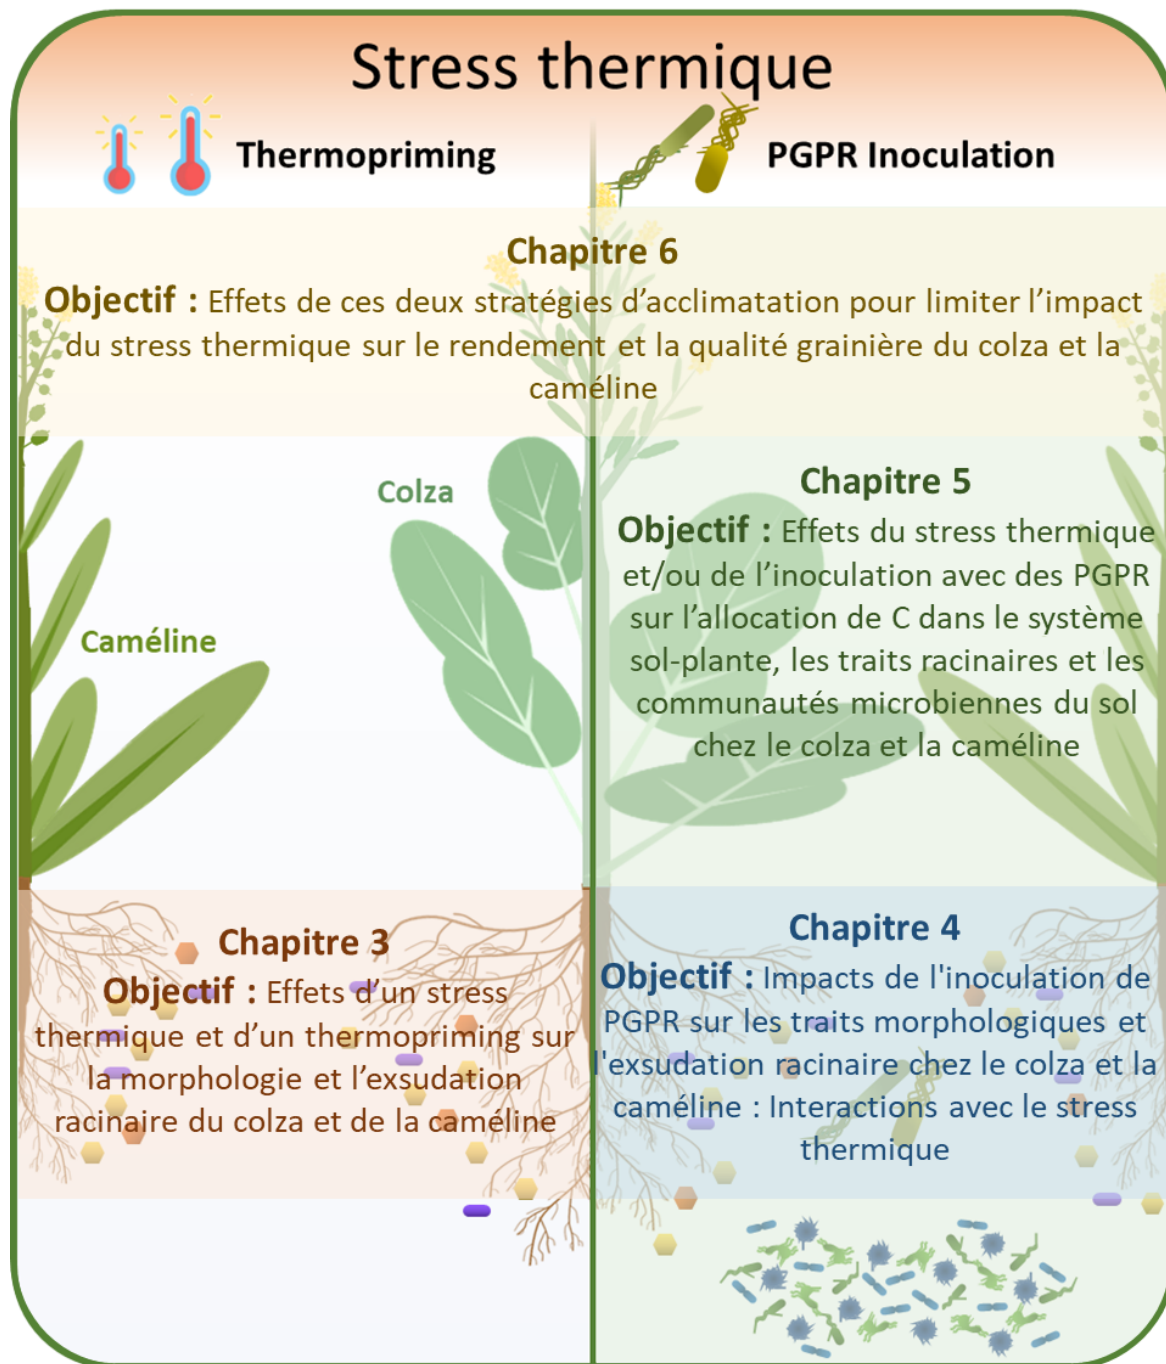 Stress thermique
Thermopriming
PGPR Inoculation
Chapitre 6
Objectif : Effets de ces deux stratégies d’acclimatation pour limiter l’impact
du stress thermique sur le rendement et la qualité grainière du colza et la
caméline
Colza
Caméline
Chapitre 5
Objectif : Effets du stress thermique
et/ou de l’inoculation avec des PGPR
sur l’allocation de C dans le système
sol-plante, les traits racinaires et les
communautés microbiennes du sol
chez le colza et la caméline
Chapitre 3
Objectif : Effets d’un stress
thermique et d’un thermopriming sur
la morphologie et l’exsudation
racinaire du colza et de la caméline
Chapitre 4
Objectif : Impacts de l'inoculation de
PGPR sur les traits morphologiques et
l'exsudation racinaire chez le colza et la
caméline : Interactions avec le stress
thermique